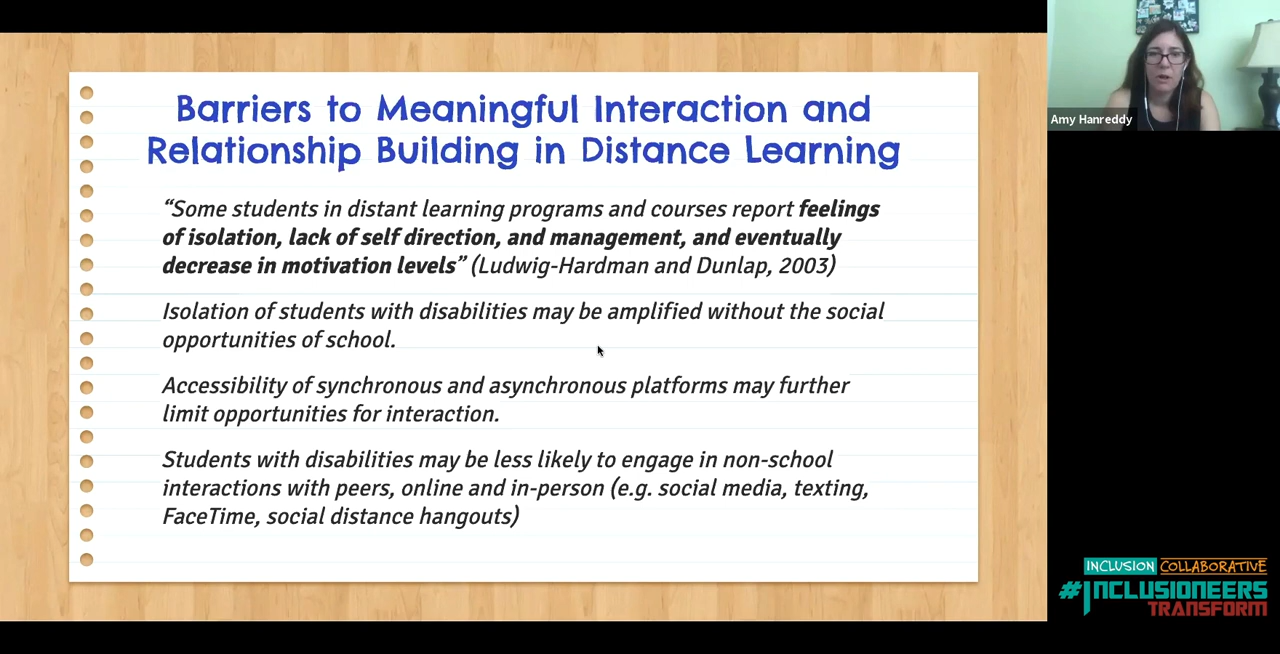 Barriers to Meaningful Interaction and
Relationship Building in Distance Learning
“Some students in distant learning programs and courses report feelings
of isolation, lack of self direction, and management, and eventually
decrease in motivation levels” (Ludwig-Hardman and Dunlap, 2003)
Isolation of students with disabilities may be amplified without the social
opportunities of school.
Accessibility of synchronous and asynchronous platforms may further
limit opportunities for interaction.
Students with disabilities may be less likely to engage in non-school
interactions with peers, online and in-person (e.g. social media, texting,
FaceTime, social distance hangouts)
Amy Hanreddy
INCLUSION COLLABORATIVE
#INCLUSIONEERS
TRANSFORM